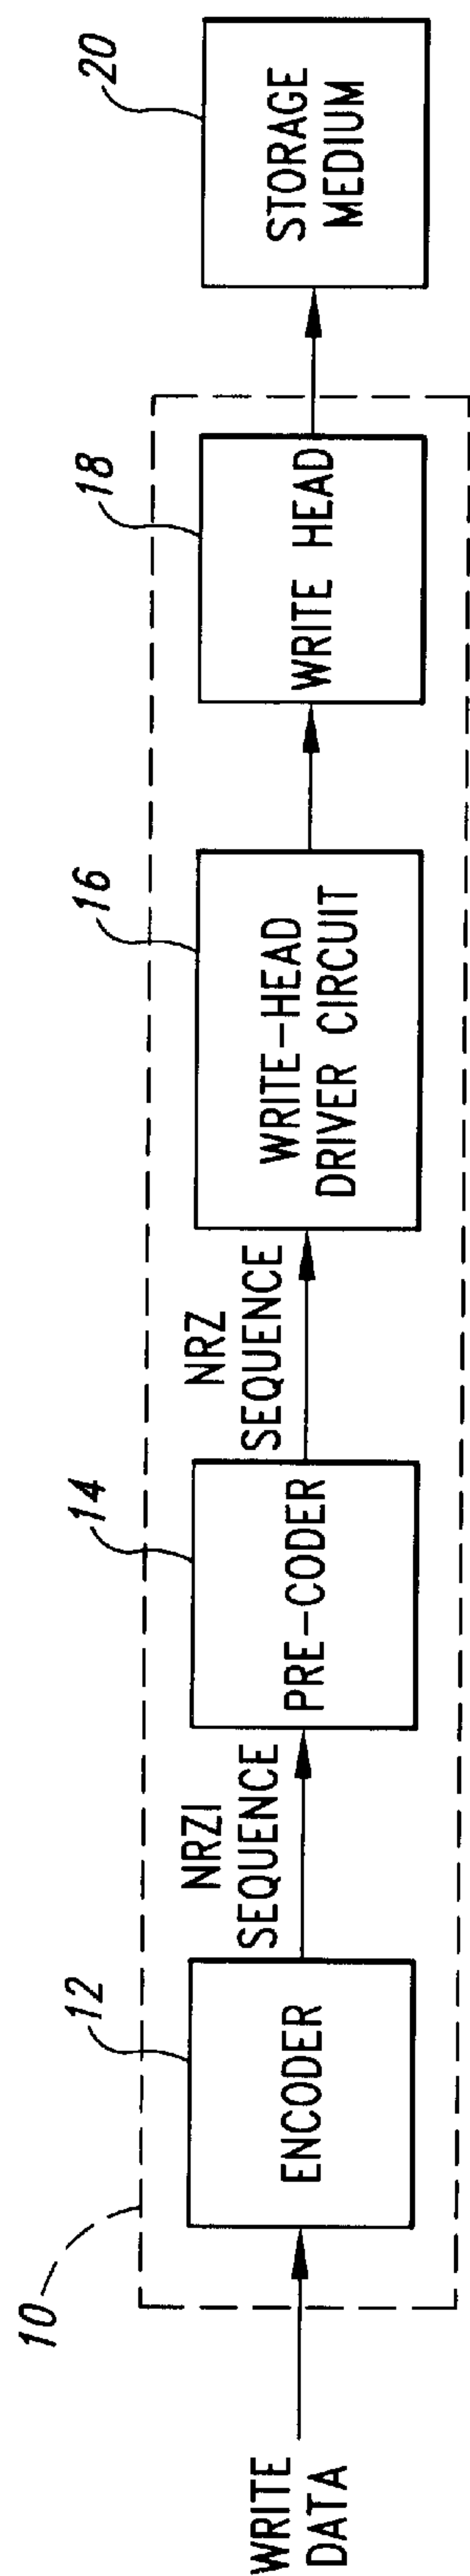 10
WRITE
DATA
12
ENCODER
NRZI
SEQUENCE
14
PRE-CODER
NRZ
SEQUENCE
16
WRITE-HEAD
DRIVER CIRCUIT
18
WRITE HEAD
20
STORAGE
MEDIUM